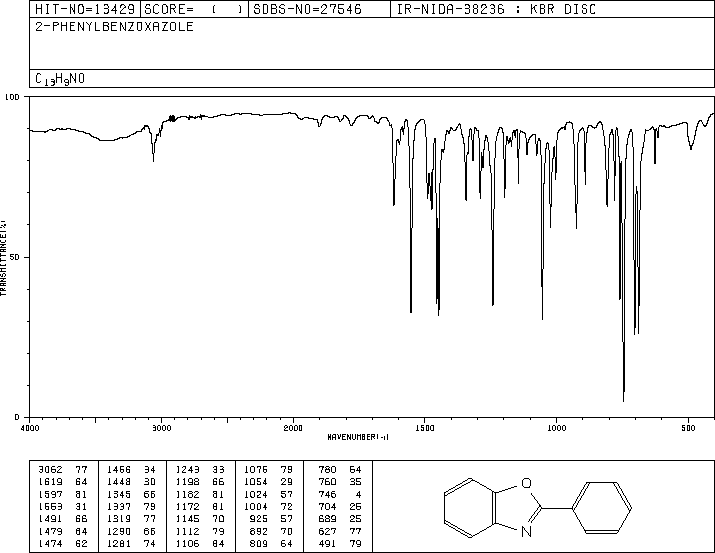 HIT-NO=13429 SCORE= ( ) SDBS-NO=27546 IR-NIDA-38236 : KBR DISC
2-PHENYLBENZOXAZOLE
C13H9NO
100
50
0
TRANSMITTANCE(%)
4000 3000 2000 1500 1000 500
WAVENUMBER(-1)
3062 77 1466 34 1243 33 1076 79 780 64
1619 64 1448 30 1198 66 1054 29 760 35
1597 81 1345 65 1182 81 1024 57 746 4
1553 31 1337 79 1172 81 1004 72 704 25
1491 66 1319 77 1145 70 925 57 689 25
1479 64 1290 66 1112 79 892 70 627 77
1474 62 1281 74 1106 84 809 64 491 79
O
N